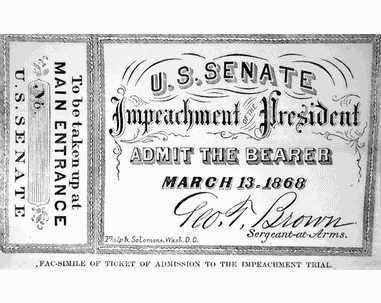 To be taken up at
MAIN ENTRANCE
No.
U.S. SENATE
U.S. SENATE
Impeachment OF THE President
ADMIT THE BEARER
MARCH 13-1868
Geo. T. Brown
Sergeant-at-Arms.
Philp & Solomons, Wash. D.C.
FAC-SIMILE OF TICKET OF ADMISSION TO THE IMPEACHMENT TRIAL.